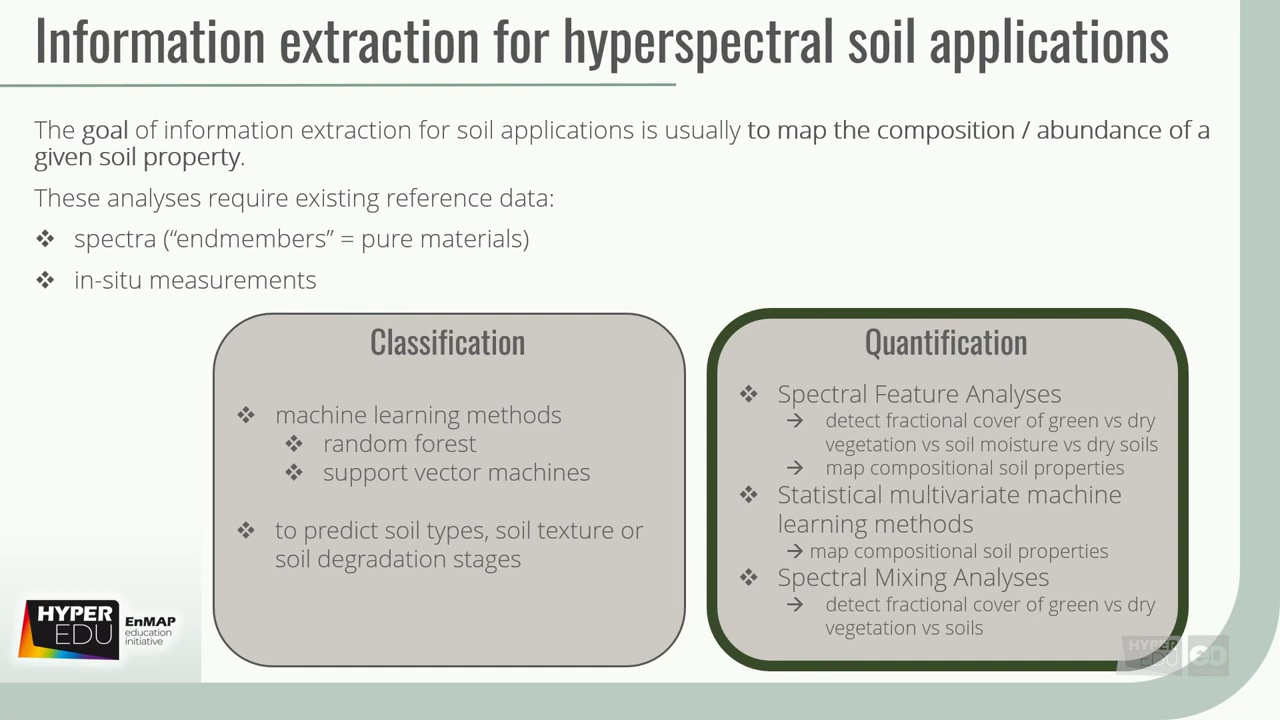 Information extraction for hyperspectral soil applications
The goal of information extraction for soil applications is usually to map the composition / abundance of a
given soil property.
These analyses require existing reference data:
❖ spectra (“endmembers” = pure materials)
❖ in-situ measurements
Classification
❖ machine learning methods
❖ random forest
❖ support vector machines
❖ to predict soil types, soil texture or
soil degradation stages
Quantification
❖ Spectral Feature Analyses
→ detect fractional cover of green vs dry
vegetation vs soil moisture vs dry soils
→ map compositional soil properties
❖ Statistical multivariate machine
learning methods
→ map compositional soil properties
❖ Spectral Mixing Analyses
→ detect fractional cover of green vs dry
vegetation vs soils
HYPER
EDU
EnMAP
education
initiative
HYPER
EDU
eo